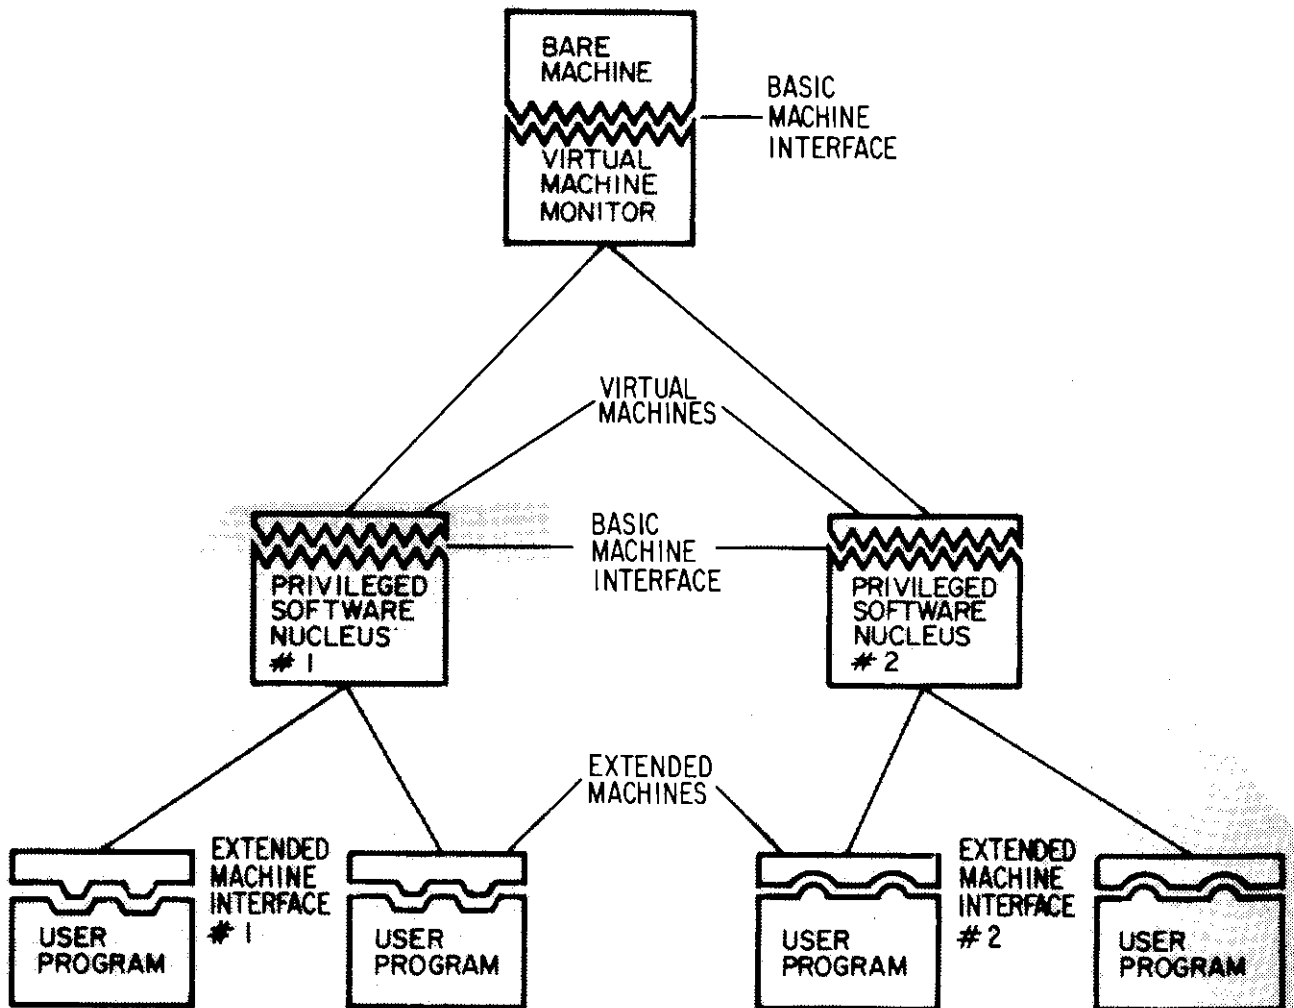 BARE
MACHINE
BASIC
MACHINE
INTERFACE
VIRTUAL
MACHINE
MONITOR
VIRTUAL
MACHINES
BASIC
MACHINE
INTERFACE
PRIVILEGED
SOFTWARE
NUCLEUS
# 1
PRIVILEGED
SOFTWARE
NUCLEUS
# 2
EXTENDED
MACHINES
EXTENDED
MACHINE
INTERFACE
# 1
EXTENDED
MACHINE
INTERFACE
# 2
USER
PROGRAM
USER
PROGRAM
USER
PROGRAM
USER
PROGRAM